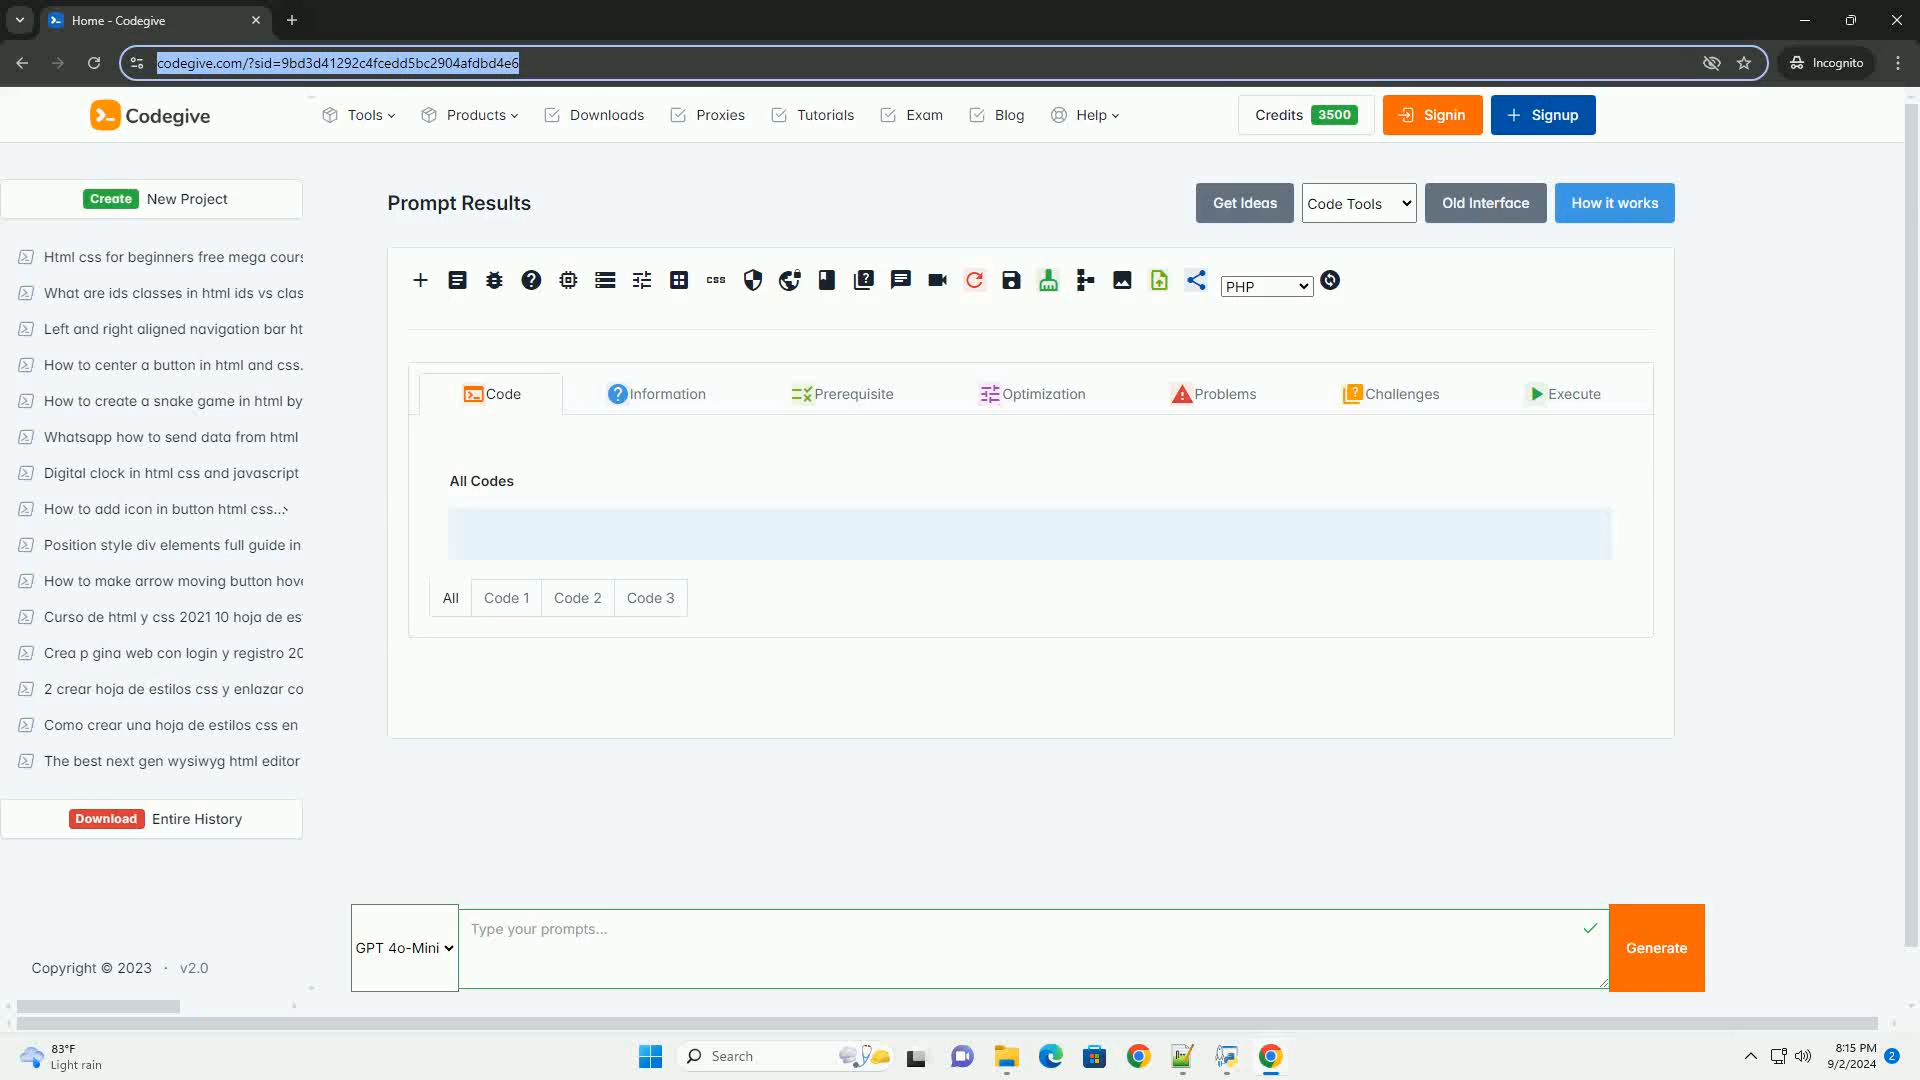 Home - Codegive
codegive.com/?sid=9bd3d41292c4fcedd5bc2904afdbd4e6
Incognito
Codegive
Tools
Products
Downloads
Proxies
Tutorials
Exam
Blog
Help
Credits 3500
Signin
Signup
Create New Project
Html css for beginners free mega cours
What are ids classes in html ids vs clas
Left and right aligned navigation bar ht
How to center a button in html and css.
How to create a snake game in html by
Whatsapp how to send data from html
Digital clock in html css and javascript
How to add icon in button html css...
Position style div elements full guide in
How to make arrow moving button hove
Curso de html y css 2021 10 hoja de es
Crea p gina web con login y registro 20
2 crear hoja de estilos css y enlazar co
Como crear una hoja de estilos css en
The best next gen wysiwyg html editor
Download Entire History
Copyright © 2023 · v2.0
Prompt Results
Get Ideas
Code Tools
Old Interface
How it works
css
PHP
Code
Information
Prerequisite
Optimization
Problems
Challenges
Execute
All Codes
All
Code 1
Code 2
Code 3
GPT 4o-Mini
Type your prompts...
Generate
83°F
Light rain
Search
8:15 PM
9/2/2024
2